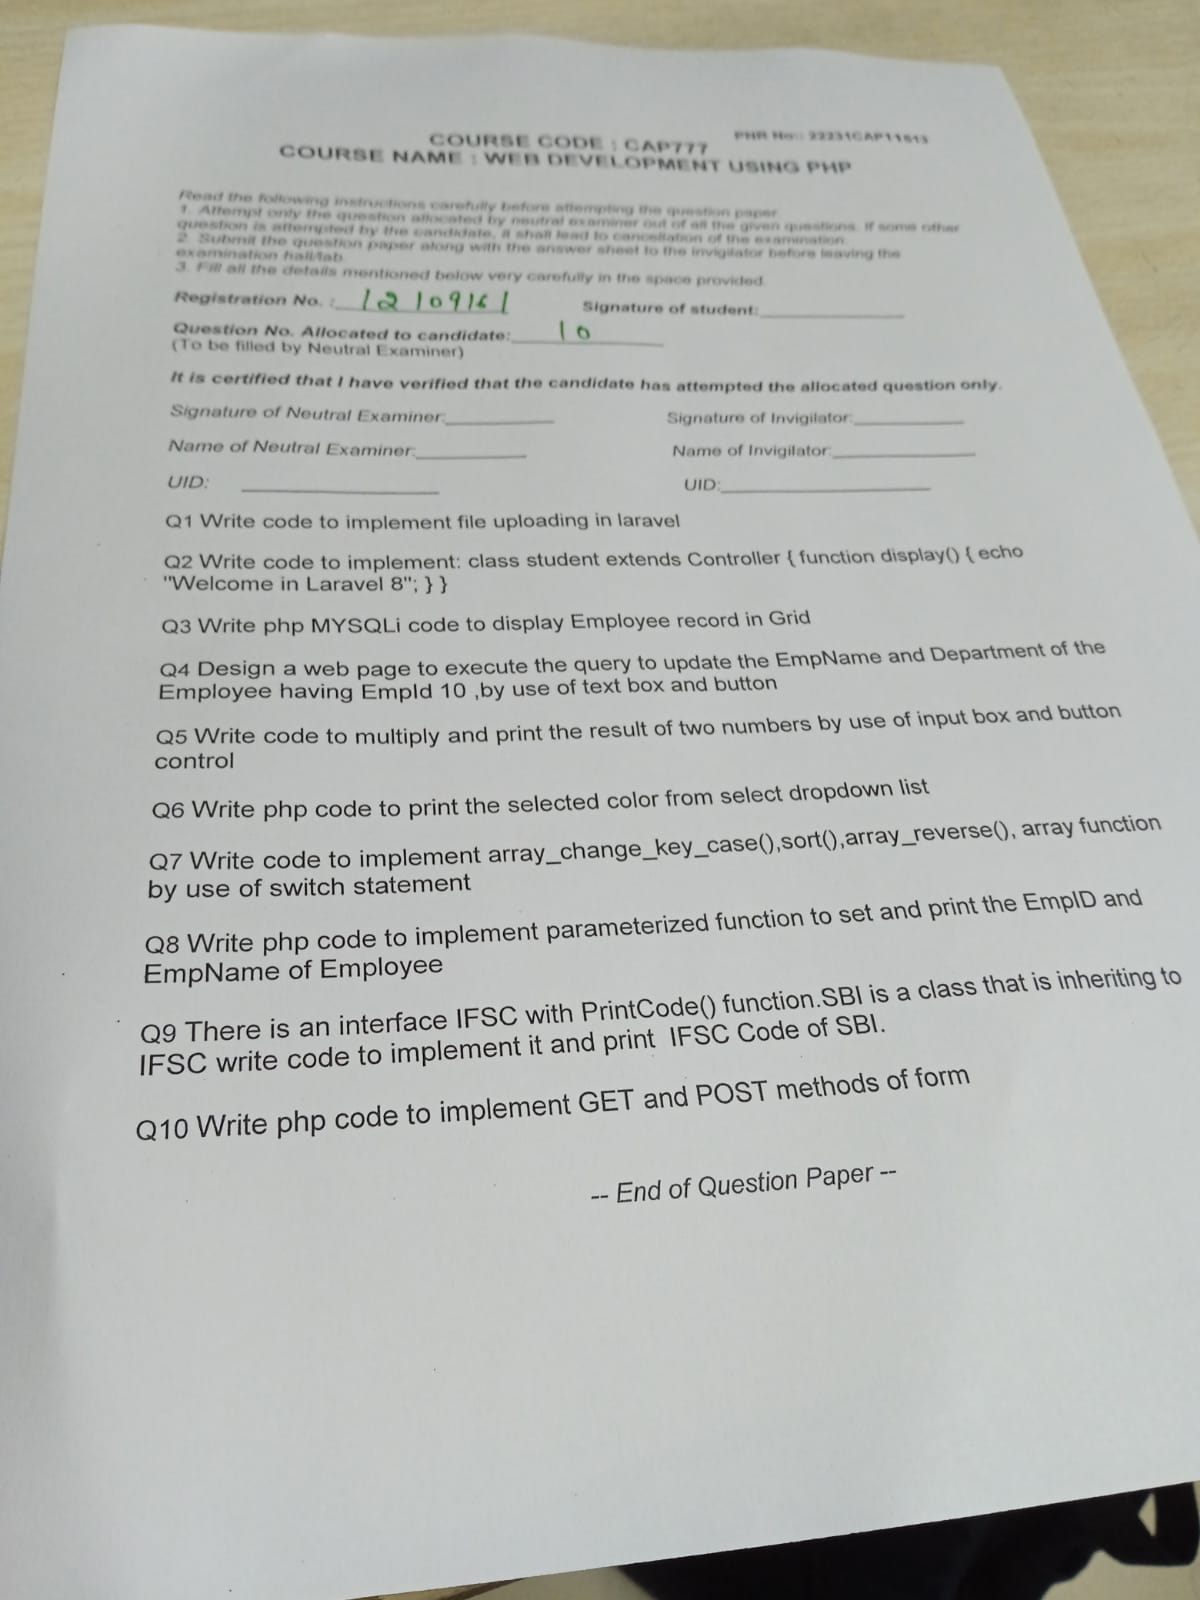 PNR No:: 22231CAP11513
COURSE CODE : CAP777
COURSE NAME : WEB DEVELOPMENT USING PHP
Read the following instructions carefully before attempting the question paper.
1. Attempt only the question allocated by neutral examiner out of all the given questions. If some other
question is attempted by the candidate, it shall lead to cancellation of the examination.
2. Submit the question paper along with the answer sheet to the invigilator before leaving the
examination hall/lab.
3. Fill all the details mentioned below very carefully in the space provided.
Registration No. : 12109161 Signature of student:
Question No. Allocated to candidate: 10
(To be filled by Neutral Examiner)
It is certified that I have verified that the candidate has attempted the allocated question only.
Signature of Neutral Examiner: Signature of Invigilator:
Name of Neutral Examiner: Name of Invigilator:
UID: UID:
Q1 Write code to implement file uploading in laravel
Q2 Write code to implement: class student extends Controller { function display() { echo
"Welcome in Laravel 8"; } }
Q3 Write php MYSQLi code to display Employee record in Grid
Q4 Design a web page to execute the query to update the EmpName and Department of the
Employee having EmpId 10 ,by use of text box and button
Q5 Write code to multiply and print the result of two numbers by use of input box and button
control
Q6 Write php code to print the selected color from select dropdown list
Q7 Write code to implement array_change_key_case(),sort(),array_reverse(), array function
by use of switch statement
Q8 Write php code to implement parameterized function to set and print the EmpID and
EmpName of Employee
Q9 There is an interface IFSC with PrintCode() function.SBI is a class that is inheriting to
IFSC write code to implement it and print IFSC Code of SBI.
Q10 Write php code to implement GET and POST methods of form
-- End of Question Paper --